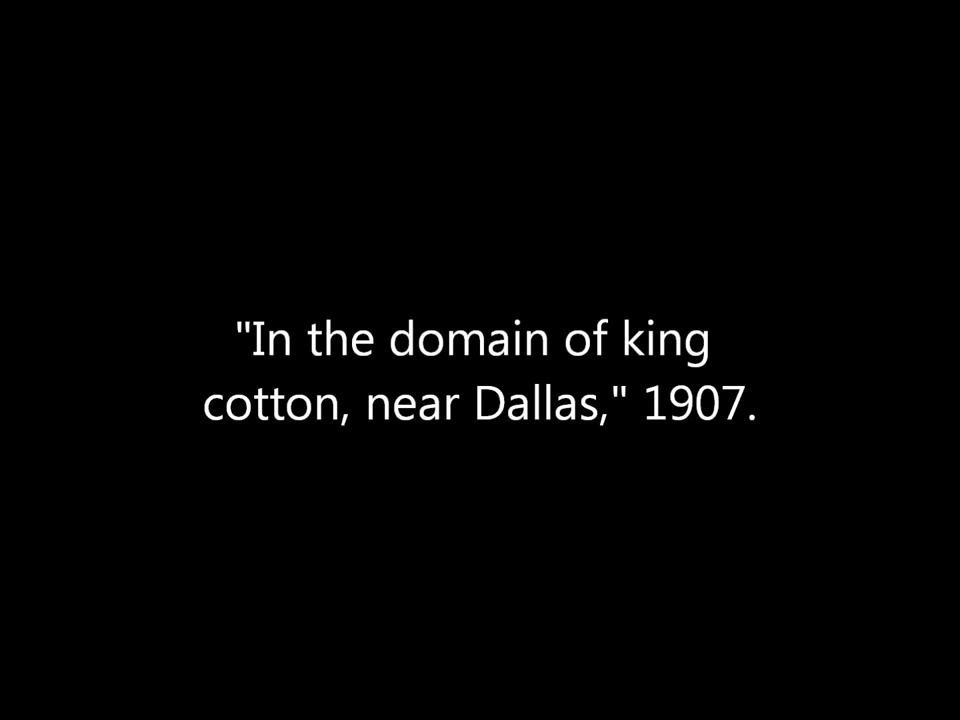 "In the domain of king
cotton, near Dallas," 1907.